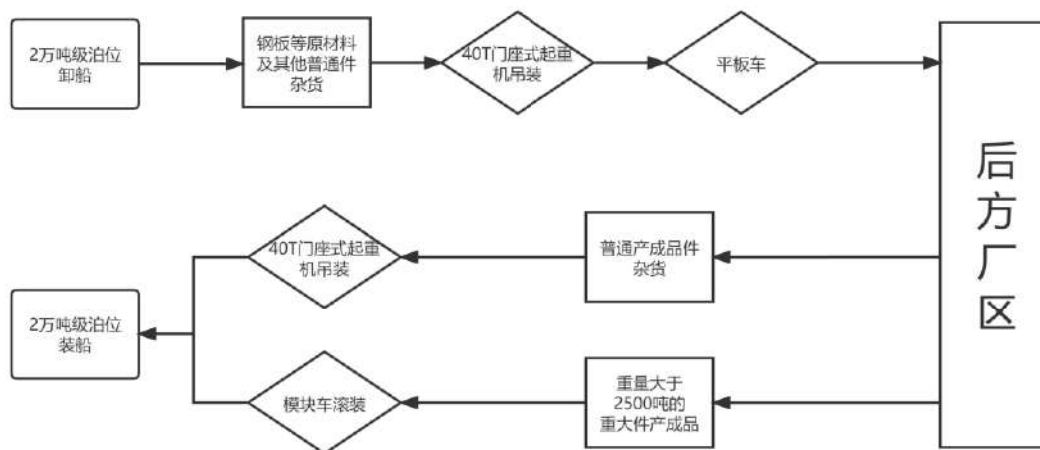 2万吨级泊位
卸船
钢板等原材料
及其他普通件
杂货
40T门座式起重
机吊装
平板车
后
方
厂
区
40T门座式起重
机吊装
普通产成品件
杂货
2万吨级泊位
装船
模块车滚装
重量大于
2500吨的
重大件产成品